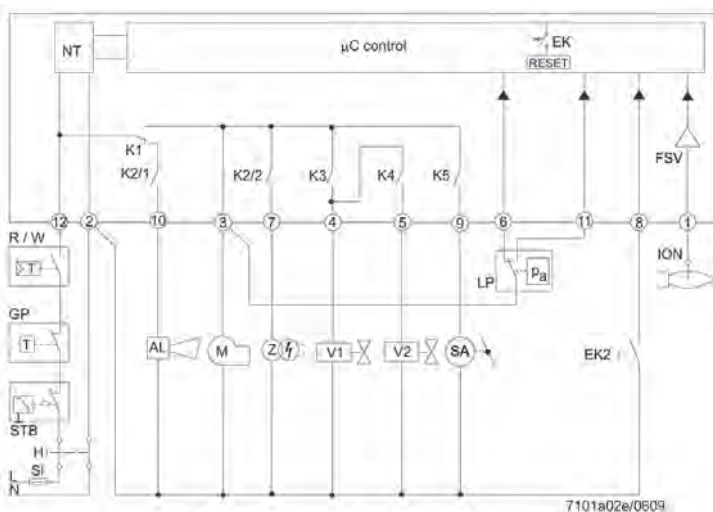 NT
µC control
EK
RESET
FSV
K1
K2/1
K2/2
K3
K4
K5
12
2
10
3
7
4
5
9
6
11
8
1
R / W
T
GP
T
STB
H
SI
L
N
AL
M
Z
V1
V2
SA
LP
pa
ION
EK2
7101a02e/0609